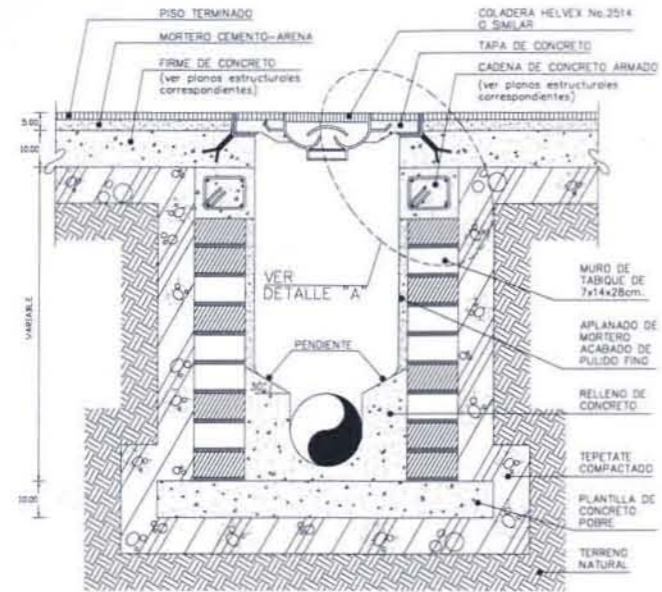 PISO TERMINADO
MORTERO CEMENTO-ARENA
FIRME DE CONCRETO
(ver planos estructurales
correspondientes)
COLADERA HELVEX No.2514
O SIMILAR
TAPA DE CONCRETO
CADENA DE CONCRETO ARMADO
(ver planos estructurales
correspondientes)
5.00
10.00
VARIABLE
10.00
VER
DETALLE "A"
PENDIENTE
MURO DE
TABIQUE DE
7x14x28cm.
APLANADO DE
MORTERO
ACABADO DE
PULIDO FINO
RELLENO DE
CONCRETO
TEPETATE
COMPACTADO
PLANTILLA DE
CONCRETO
POBRE
TERRENO
NATURAL